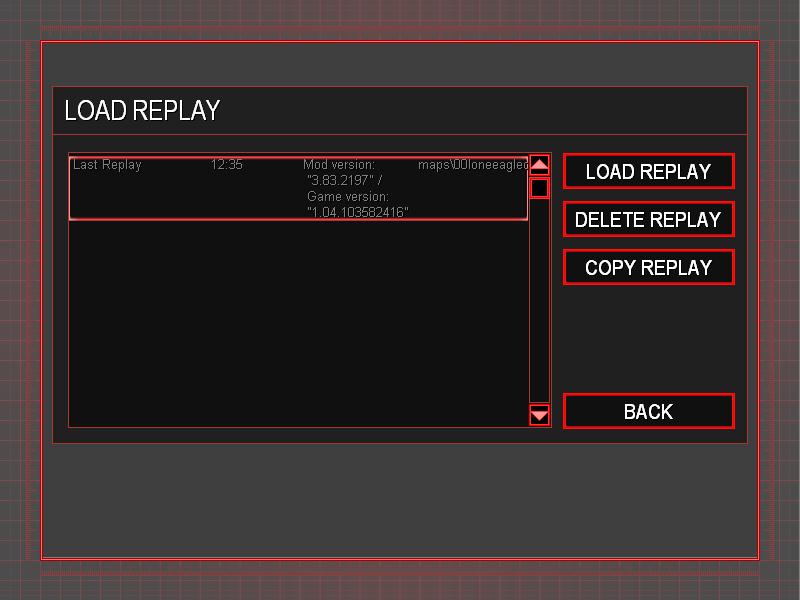 LOAD REPLAY
Last Replay 12:35 Mod version: maps\00loneeagle
"3.83.2197" /
Game version:
"1.04.103582416"
LOAD REPLAY
DELETE REPLAY
COPY REPLAY
BACK